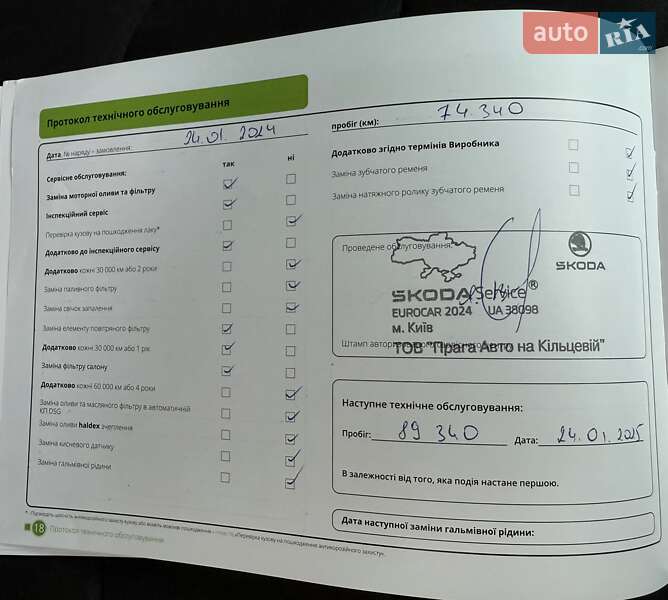 auto RIA.com
Протокол технічного обслуговування
24.01.2024
Дата, № наряду – замовлення:
так ні
Сервісне обслуговування:
Заміна моторної оливи та фільтру
Інспекційний сервіс
Перевірка кузову на пошкодження лаку*
Додатково до інспекційного сервісу
Додатково кожні 30 000 км або 2 роки
Заміна паливного фільтру
Заміна свічок запалення
Заміна елементу повітряного фільтру
Додатково кожні 30 000 км або 1 рік
Заміна фільтру салону
Додатково кожні 60 000 км або 4 роки
Заміна оливи та масляного фільтру в автоматичній
КП DSG
Заміна оливи haldex зчеплення
Заміна кисневого датчику
Заміна гальмівної рідини
18 Протокол технічного обслуговування
пробіг (км): 74.340
Додатково згідно термінів Виробника
Заміна зубчатого ременя
Заміна натяжного ролику зубчатого ременя
Проведене обслуговування:
SKODA
SKODA Service®
EUROCAR 2024 UA 38098
м. Київ
Штамп
ТОВ "Прага Авто на Кільцевій"
Наступне технічне обслуговування:
Пробіг: 89 340 Дата: 24.01.2025
В залежності від того, яка подія настане першою.
Дата наступної заміни гальмівної рідини: